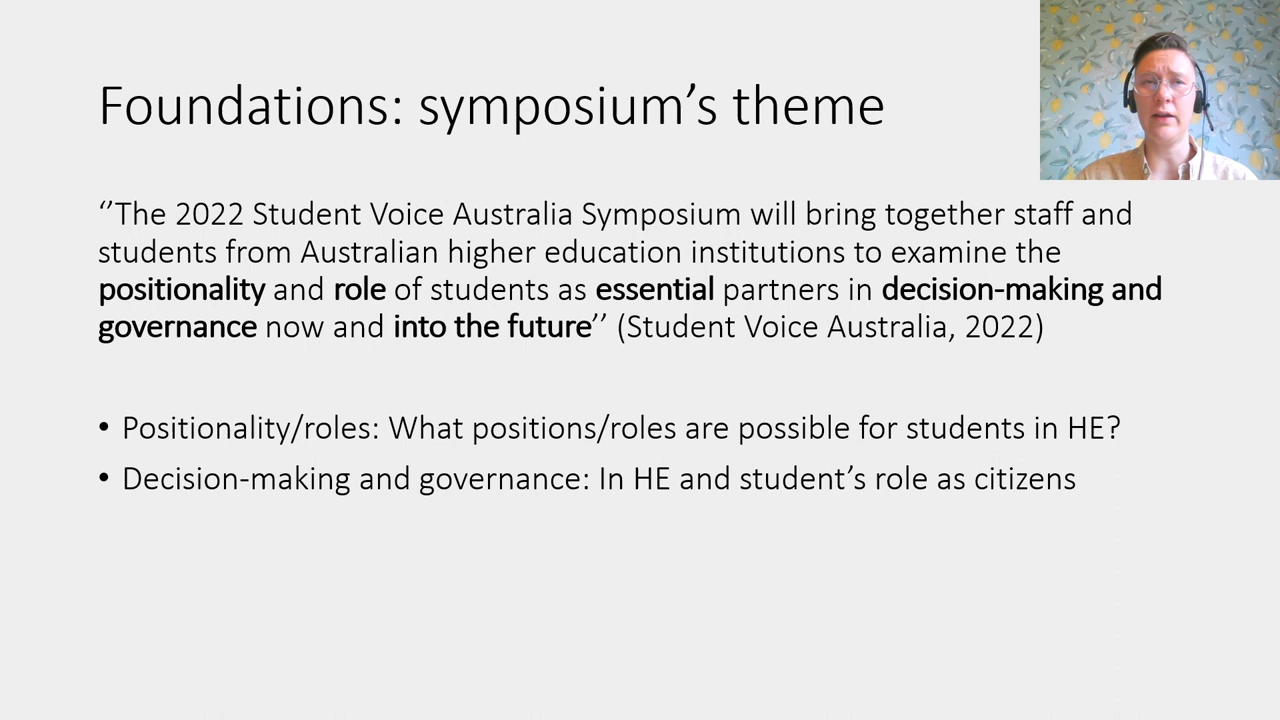 Foundations: symposium’s theme
‘’The 2022 Student Voice Australia Symposium will bring together staff and
students from Australian higher education institutions to examine the
positionality and role of students as essential partners in decision-making and
governance now and into the future’’ (Student Voice Australia, 2022)
• Positionality/roles: What positions/roles are possible for students in HE?
• Decision-making and governance: In HE and student’s role as citizens